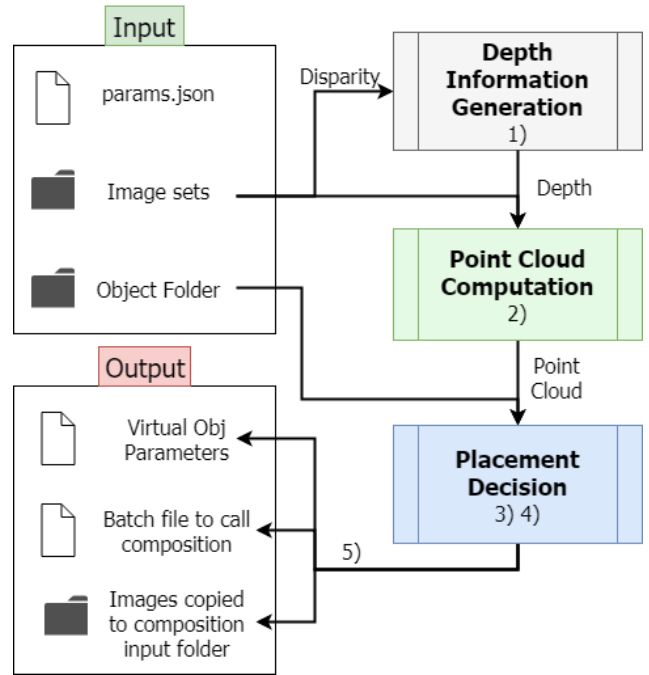 Input
params.json
Image sets
Object Folder
Disparity
Depth
Information
Generation
1)
Depth
Point Cloud
Computation
2)
Point
Cloud
Placement
Decision
3) 4)
5)
Output
Virtual Obj
Parameters
Batch file to call
composition
Images copied
to composition
input folder